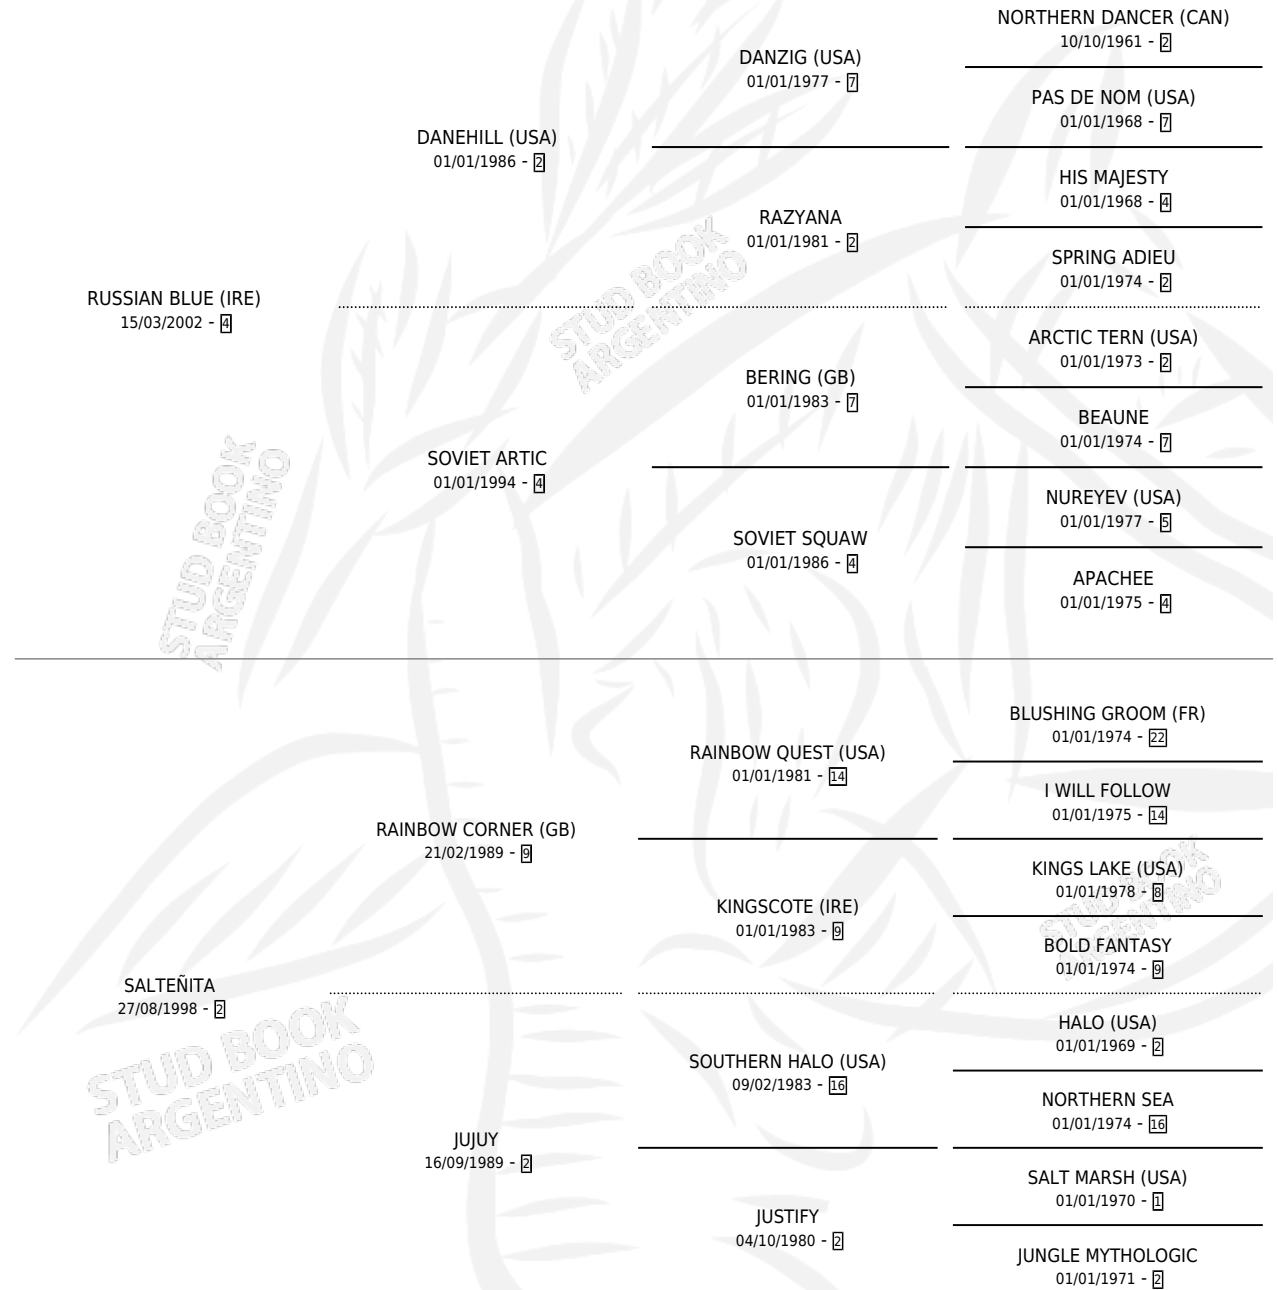 NORTHERN DANCER (CAN)
10/10/1961 - 2
DANZIG (USA)
01/01/1977 - 7
PAS DE NOM (USA)
01/01/1968 - 7
DANEHILL (USA)
01/01/1986 - 2
HIS MAJESTY
01/01/1968 - 4
RAZYANA
01/01/1981 - 2
SPRING ADIEU
01/01/1974 - 2
RUSSIAN BLUE (IRE)
15/03/2002 - 4
STUD BOOK
ARGENTINO
ARCTIC TERN (USA)
01/01/1973 - 2
BERING (GB)
01/01/1983 - 7
BEAUNE
01/01/1974 - 7
SOVIET ARTIC
01/01/1994 - 4
NUREYEV (USA)
01/01/1977 - 5
SOVIET SQUAW
01/01/1986 - 4
APACHEE
01/01/1975 - 4
STUD BOOK
ARGENTINO
BLUSHING GROOM (FR)
01/01/1974 - 22
RAINBOW QUEST (USA)
01/01/1981 - 14
I WILL FOLLOW
01/01/1975 - 14
RAINBOW CORNER (GB)
21/02/1989 - 9
KINGS LAKE (USA)
01/01/1978 - 8
KINGSCOTE (IRE)
01/01/1983 - 9
BOLD FANTASY
01/01/1974 - 9
STUD BOOK
ARGENTINO
SALTEÑITA
27/08/1998 - 2
HALO (USA)
01/01/1969 - 2
SOUTHERN HALO (USA)
09/02/1983 - 16
NORTHERN SEA
01/01/1974 - 16
STUD BOOK
ARGENTINO
JUJUY
16/09/1989 - 2
SALT MARSH (USA)
01/01/1970 - 1
JUSTIFY
04/10/1980 - 2
JUNGLE MYTHOLOGIC
01/01/1971 - 2